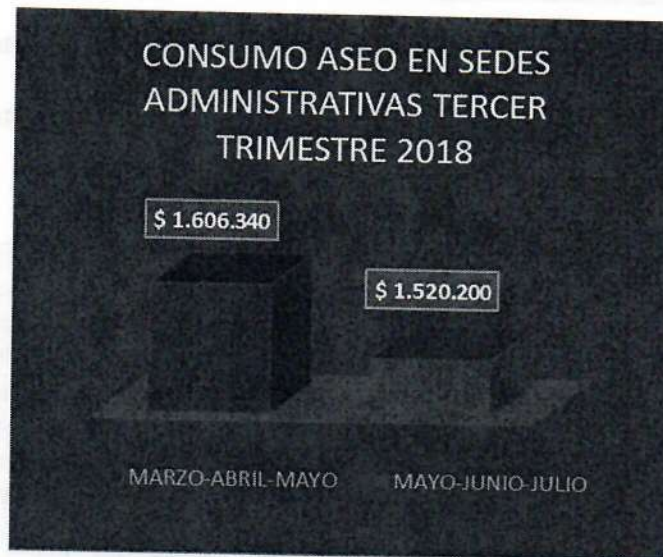 CONSUMO ASEO EN SEDES
ADMINISTRATIVAS TERCER
TRIMESTRE 2018
$ 1.606.340
$ 1.520.200
MARZO-ABRIL-MAYO
MAYO-JUNIO-JULIO